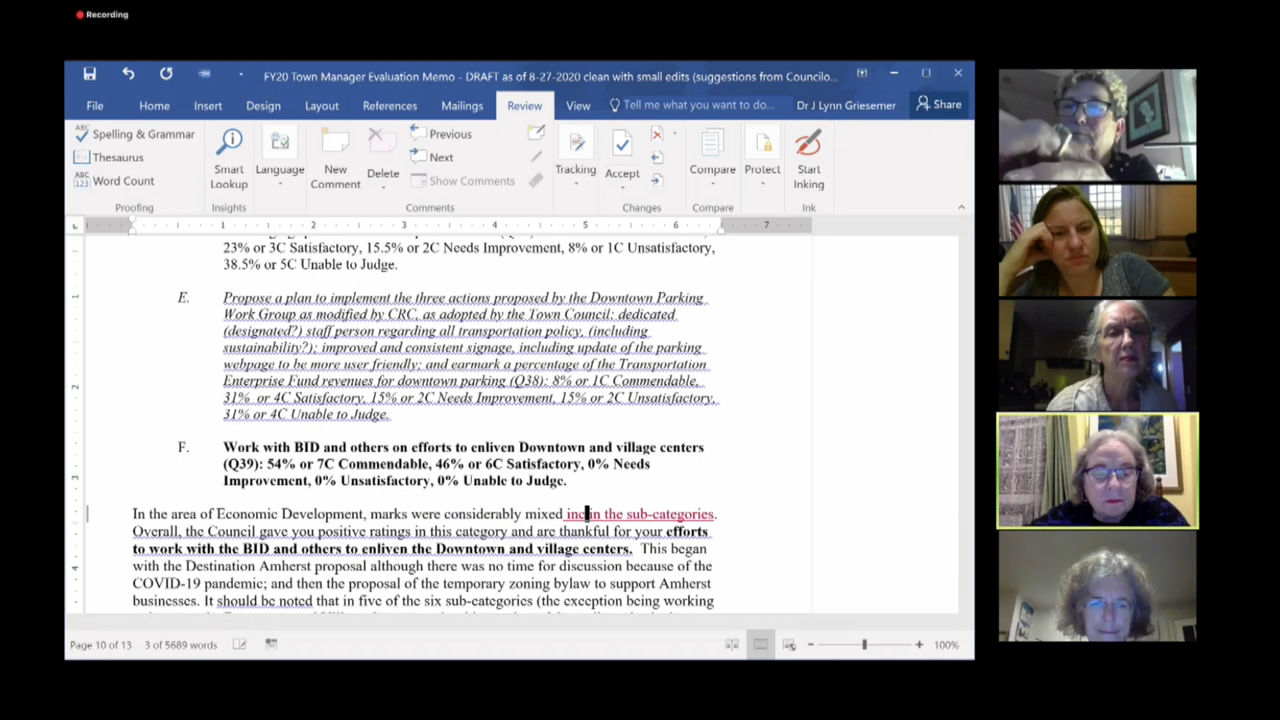 Recording
FY20 Town Manager Evaluation Memo - DRAFT as of 8-27-2020 clean with small edits (suggestions from Councilo...
File Home Insert Design Layout References Mailings Review View Tell me what you want to do... Dr J Lynn Griesemer Share
ABC Spelling & Grammar
Thesaurus
ABC 123 Word Count
Proofing
Smart Lookup
Insights
Language
New Comment
Delete
Previous
Next
Show Comments
Comments
Tracking
Accept
Changes
Compare
Compare
Protect
Start Inking
Ink
1 2 3 4 5 6 7
23% or 3C Satisfactory, 15.5% or 2C Needs Improvement, 8% or 1C Unsatisfactory,
38.5% or 5C Unable to Judge.
E. Propose a plan to implement the three actions proposed by the Downtown Parking
Work Group as modified by CRC, as adopted by the Town Council: dedicated
(designated?) staff person regarding all transportation policy, (including
sustainability?); improved and consistent signage, including update of the parking
webpage to be more user friendly; and earmark a percentage of the Transportation
Enterprise Fund revenues for downtown parking (Q38): 8% or 1C Commendable,
31% or 4C Satisfactory, 15% or 2C Needs Improvement, 15% or 2C Unsatisfactory,
31% or 4C Unable to Judge.
F. Work with BID and others on efforts to enliven Downtown and village centers
(Q39): 54% or 7C Commendable, 46% or 6C Satisfactory, 0% Needs
Improvement, 0% Unsatisfactory, 0% Unable to Judge.
In the area of Economic Development, marks were considerably mixed inc in the sub-categories.
Overall, the Council gave you positive ratings in this category and are thankful for your efforts
to work with the BID and others to enliven the Downtown and village centers. This began
with the Destination Amherst proposal although there was no time for discussion because of the
COVID-19 pandemic; and then the proposal of the temporary zoning bylaw to support Amherst
businesses. It should be noted that in five of the six sub-categories (the exception being working
1
2
3
4
Page 10 of 13 3 of 5689 words 100%